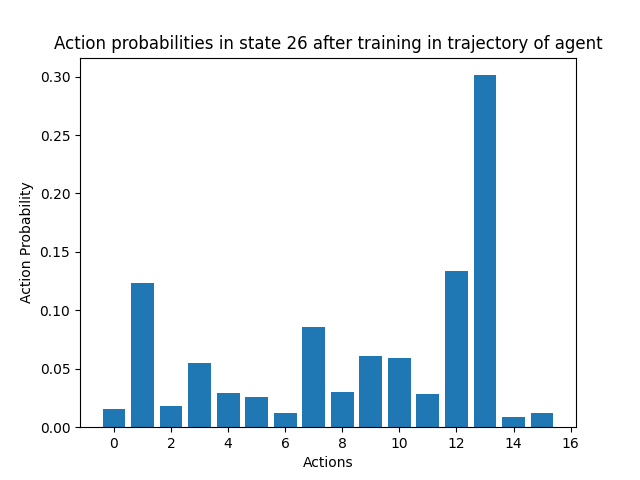 Action probabilities in state 26 after training in trajectory of agent
0.30
0.25
0.20
0.15
0.10
0.05
0.00
Action Probability
0 2 4 6 8 10 12 14 16
Actions